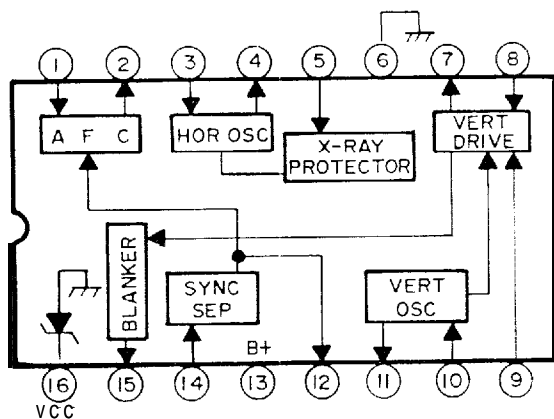 1 2 3 4 5 6 7 8
A F C
HOR OSC
X-RAY
PROTECTOR
VERT
DRIVE
BLANKER
SYNC
SEP
VERT
OSC
B+
16 15 14 13 12 11 10 9
VCC